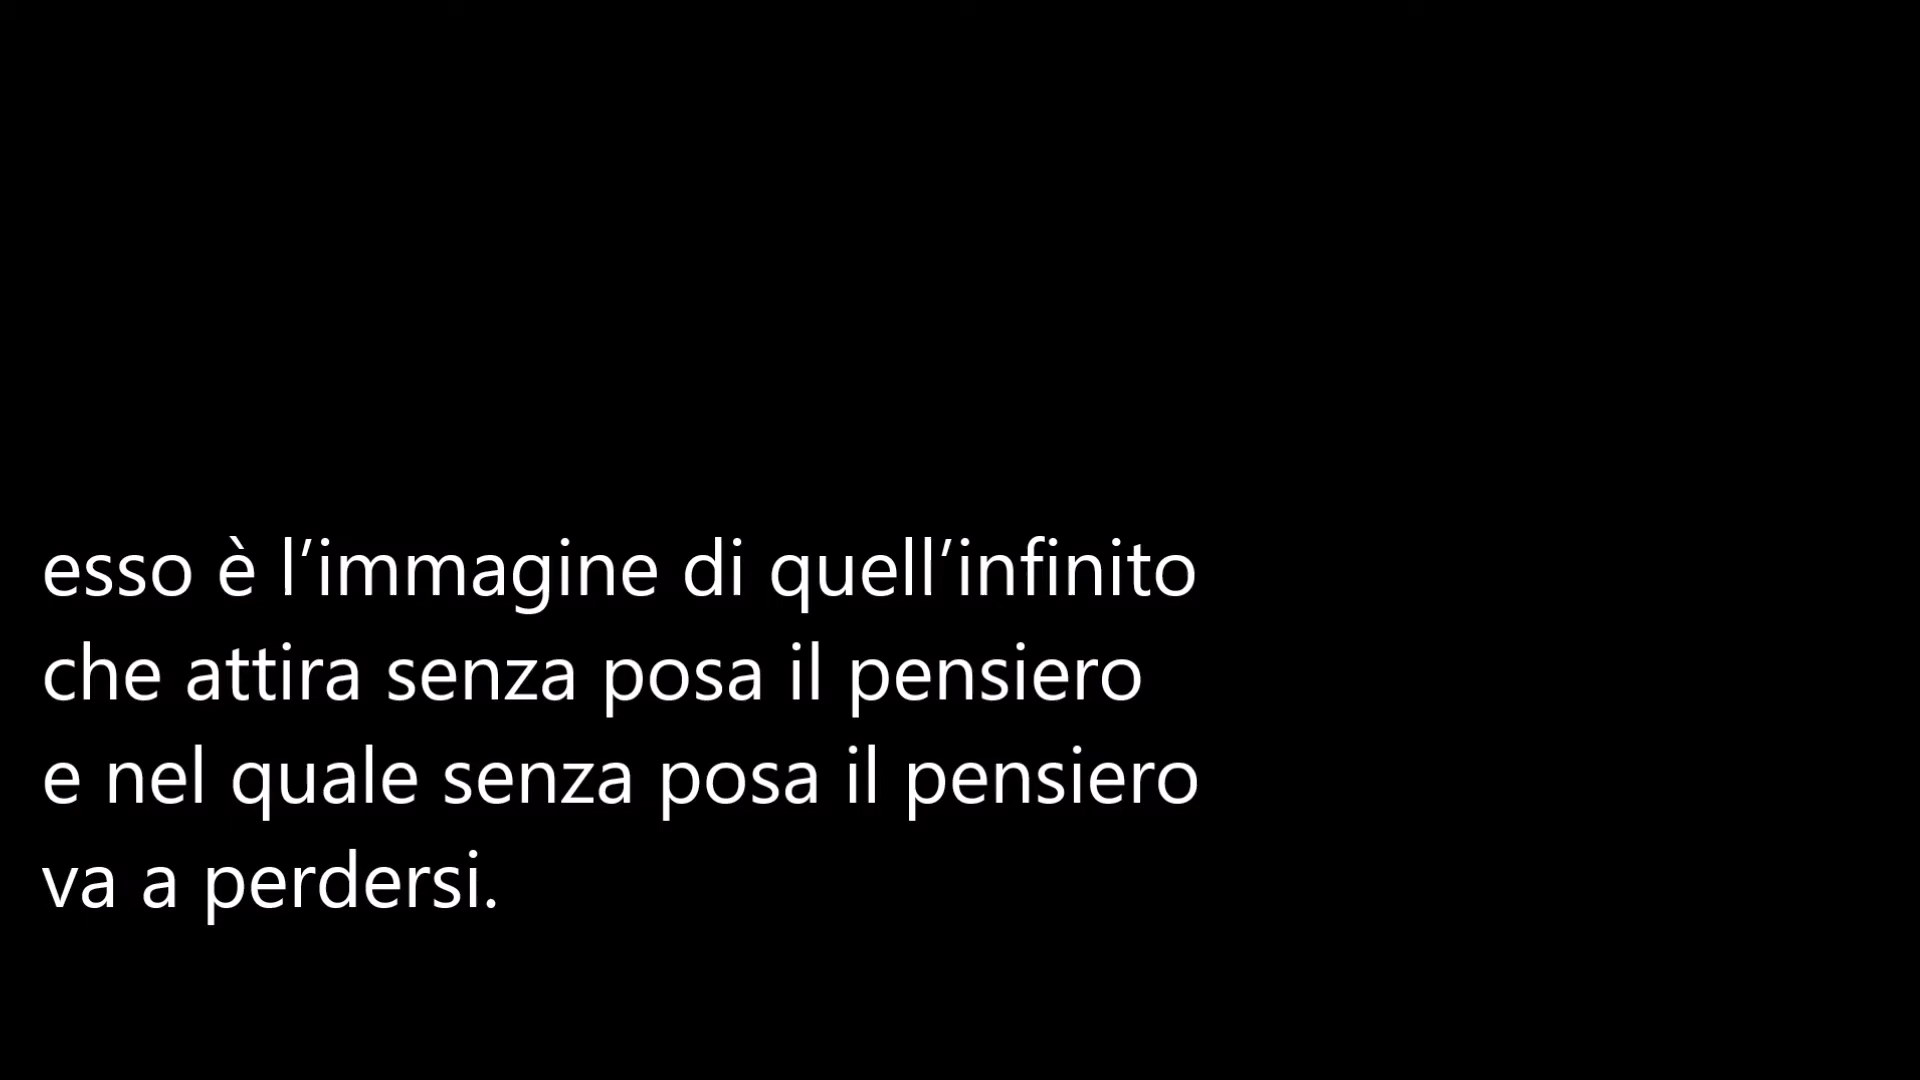 esso è l’immagine di quell’infinito
che attira senza posa il pensiero
e nel quale senza posa il pensiero
va a perdersi.